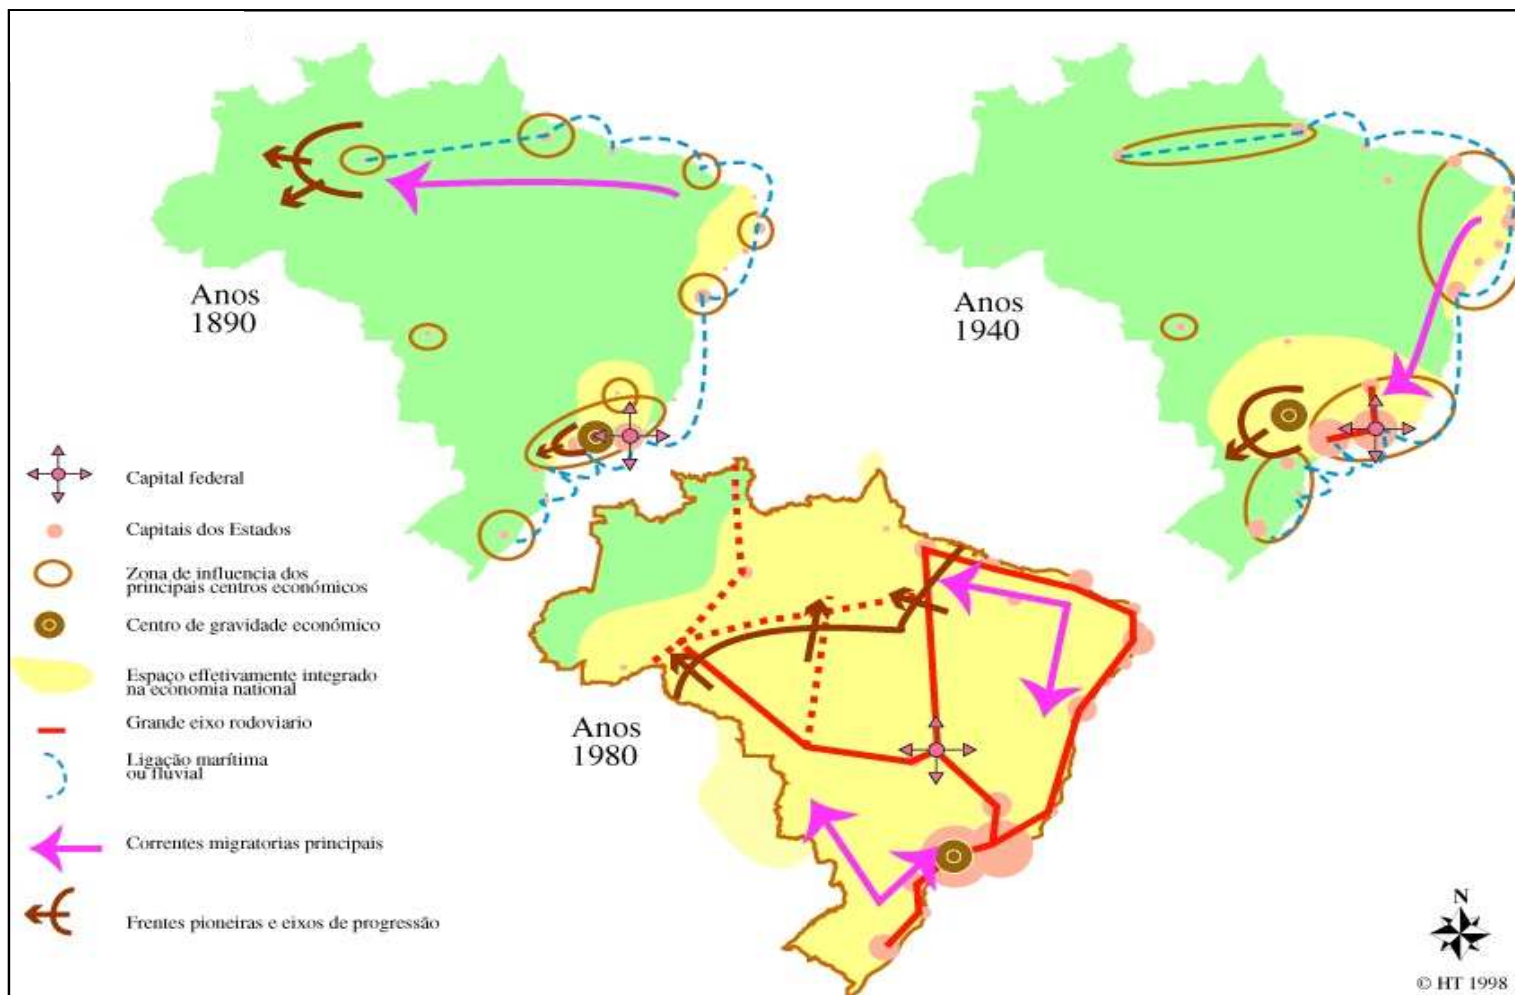 Anos
1890
Anos
1940
Anos
1980
Capital federal
Capitais dos Estados
Zona de influencia dos
principais centros económicos
Centro de gravidade económico
Espaço effetivamente integrado
na economia national
Grande eixo rodoviario
Ligação marítima
ou fluvial
Correntes migratorias principais
Frentes pioneiras e eixos de progressão
N
© HT 1998